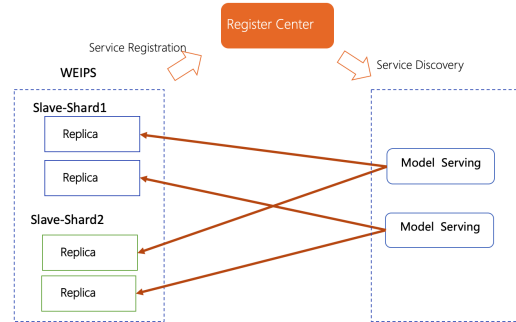 Register Center
Service Registration
Service Discovery
WEIPS
Slave-Shard1
Replica
Replica
Slave-Shard2
Replica
Replica
Model Serving
Model Serving